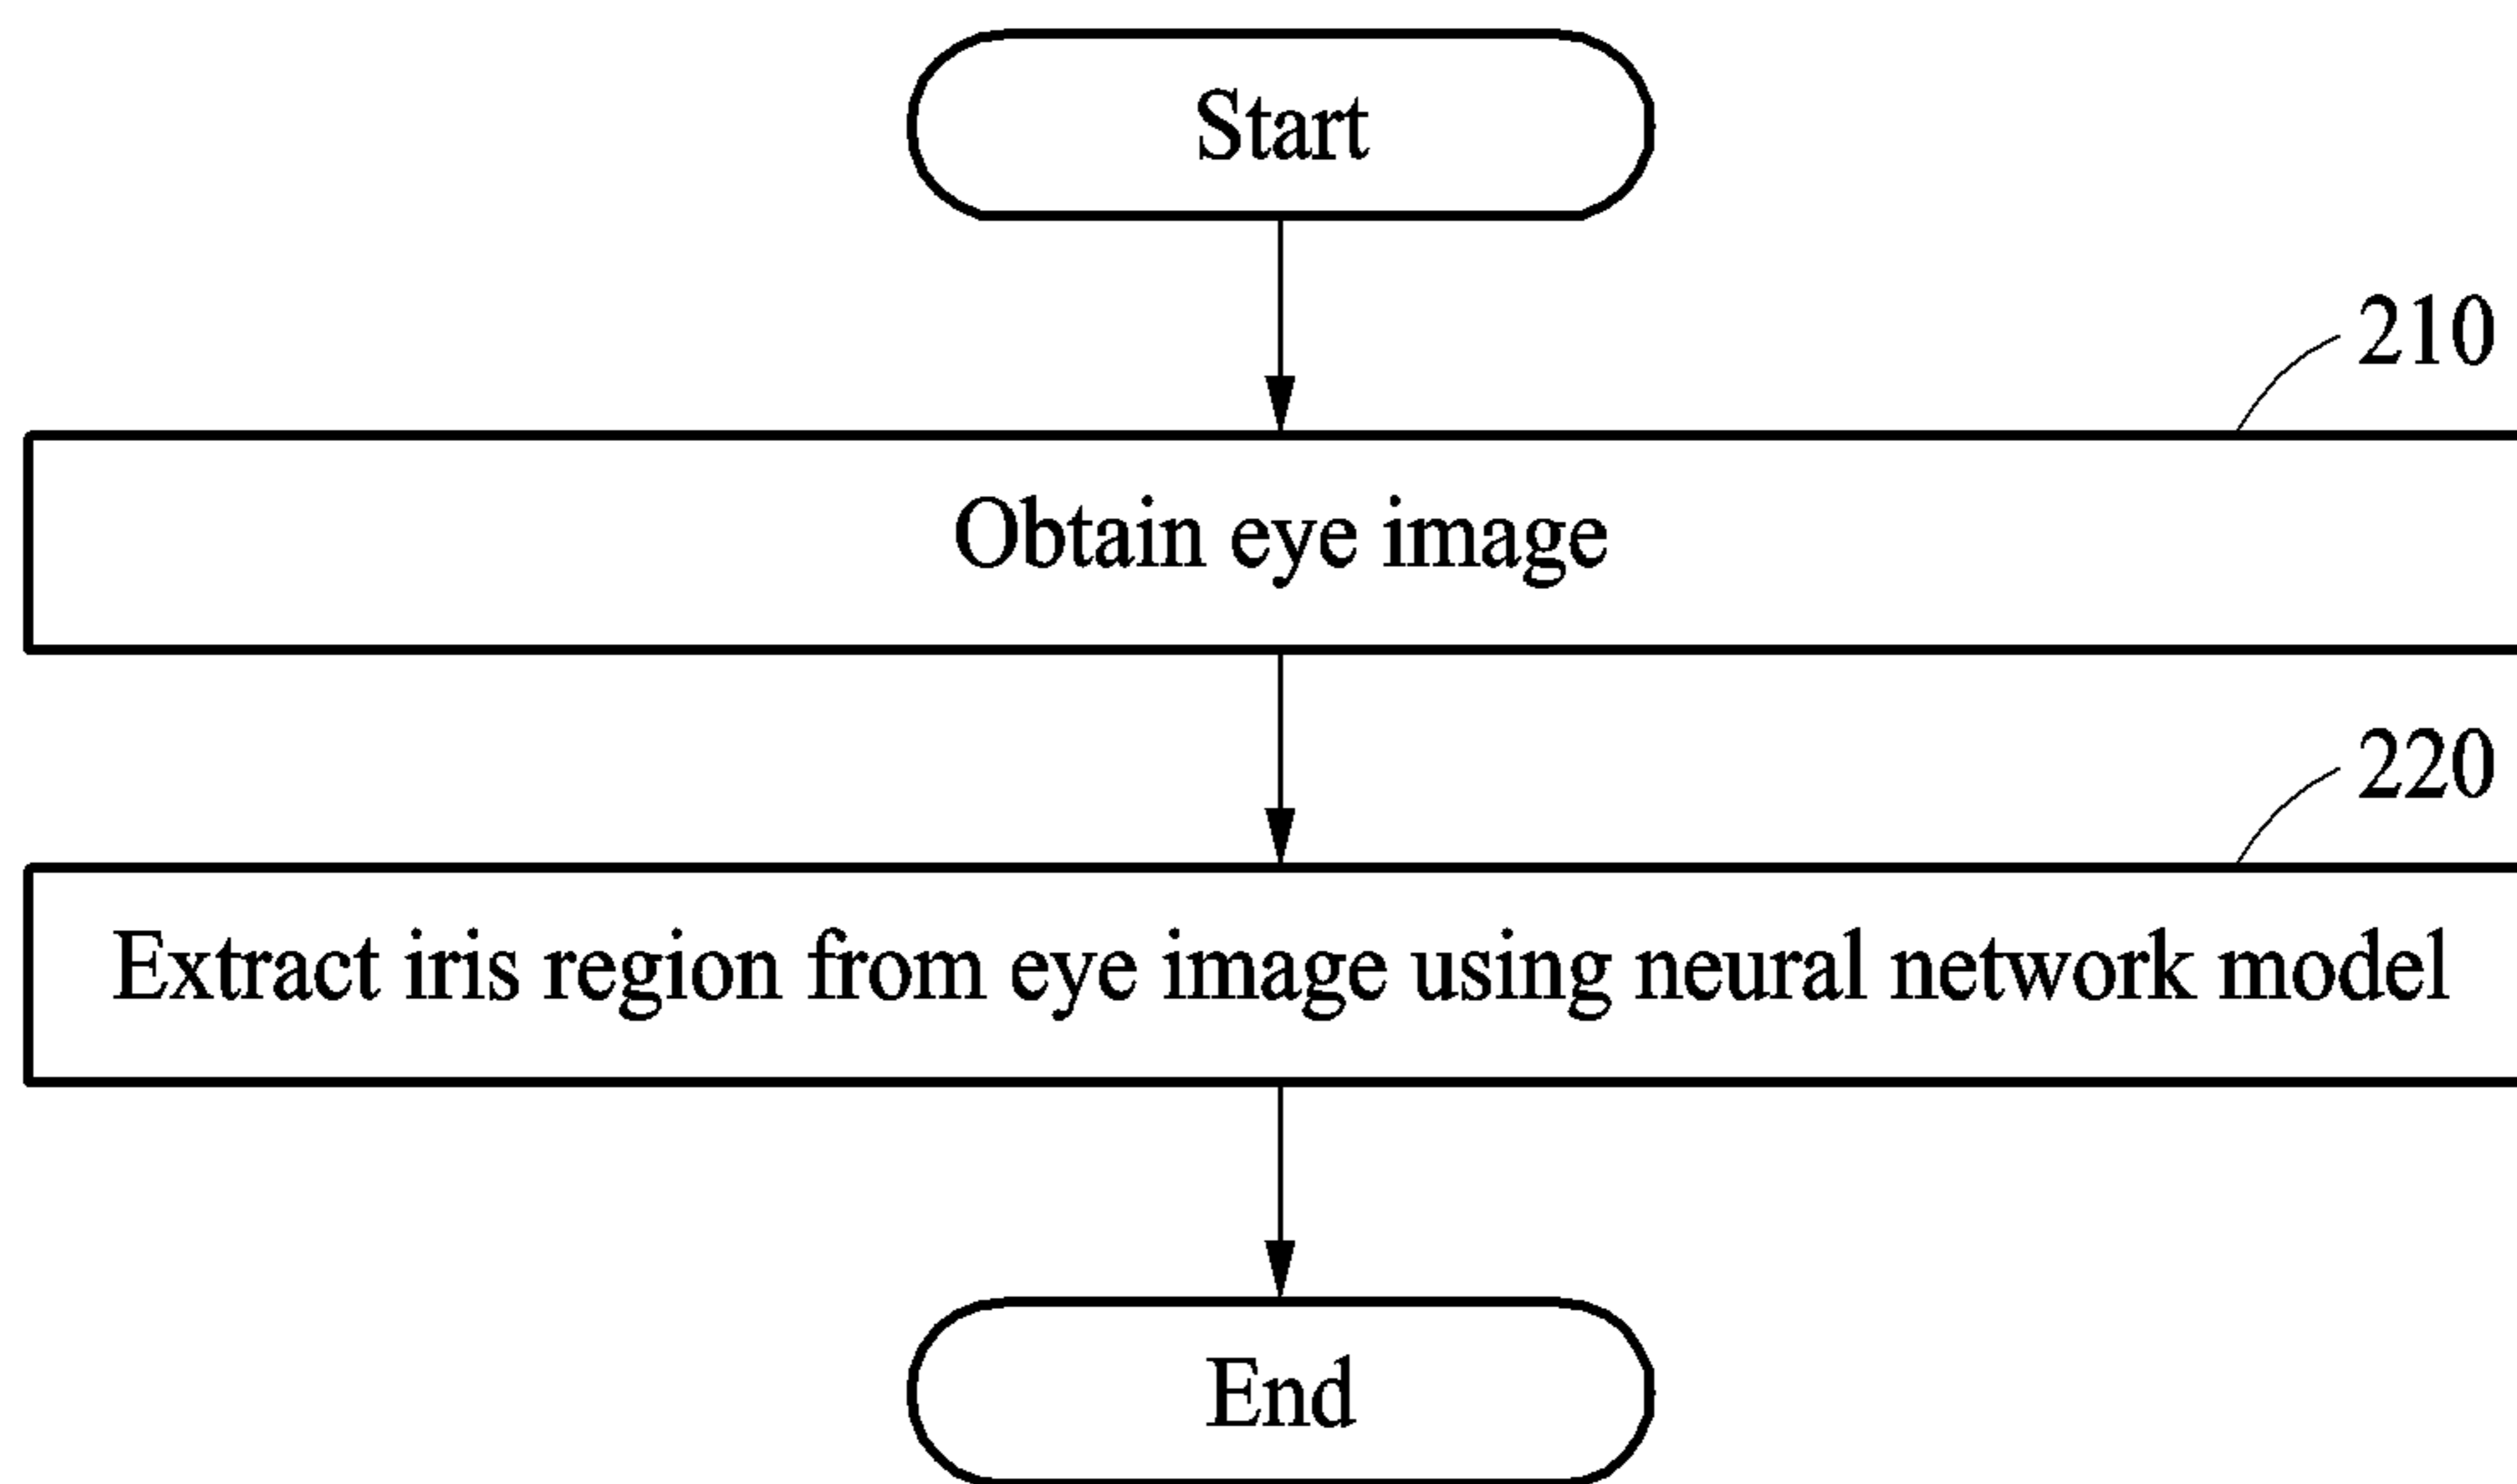 Start
210
Obtain eye image
220
Extract iris region from eye image using neural network model
End